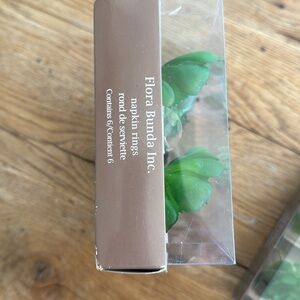 Flora Bunda Inc.
napkin rings
rond de serviette
Contains 6/Contient 6